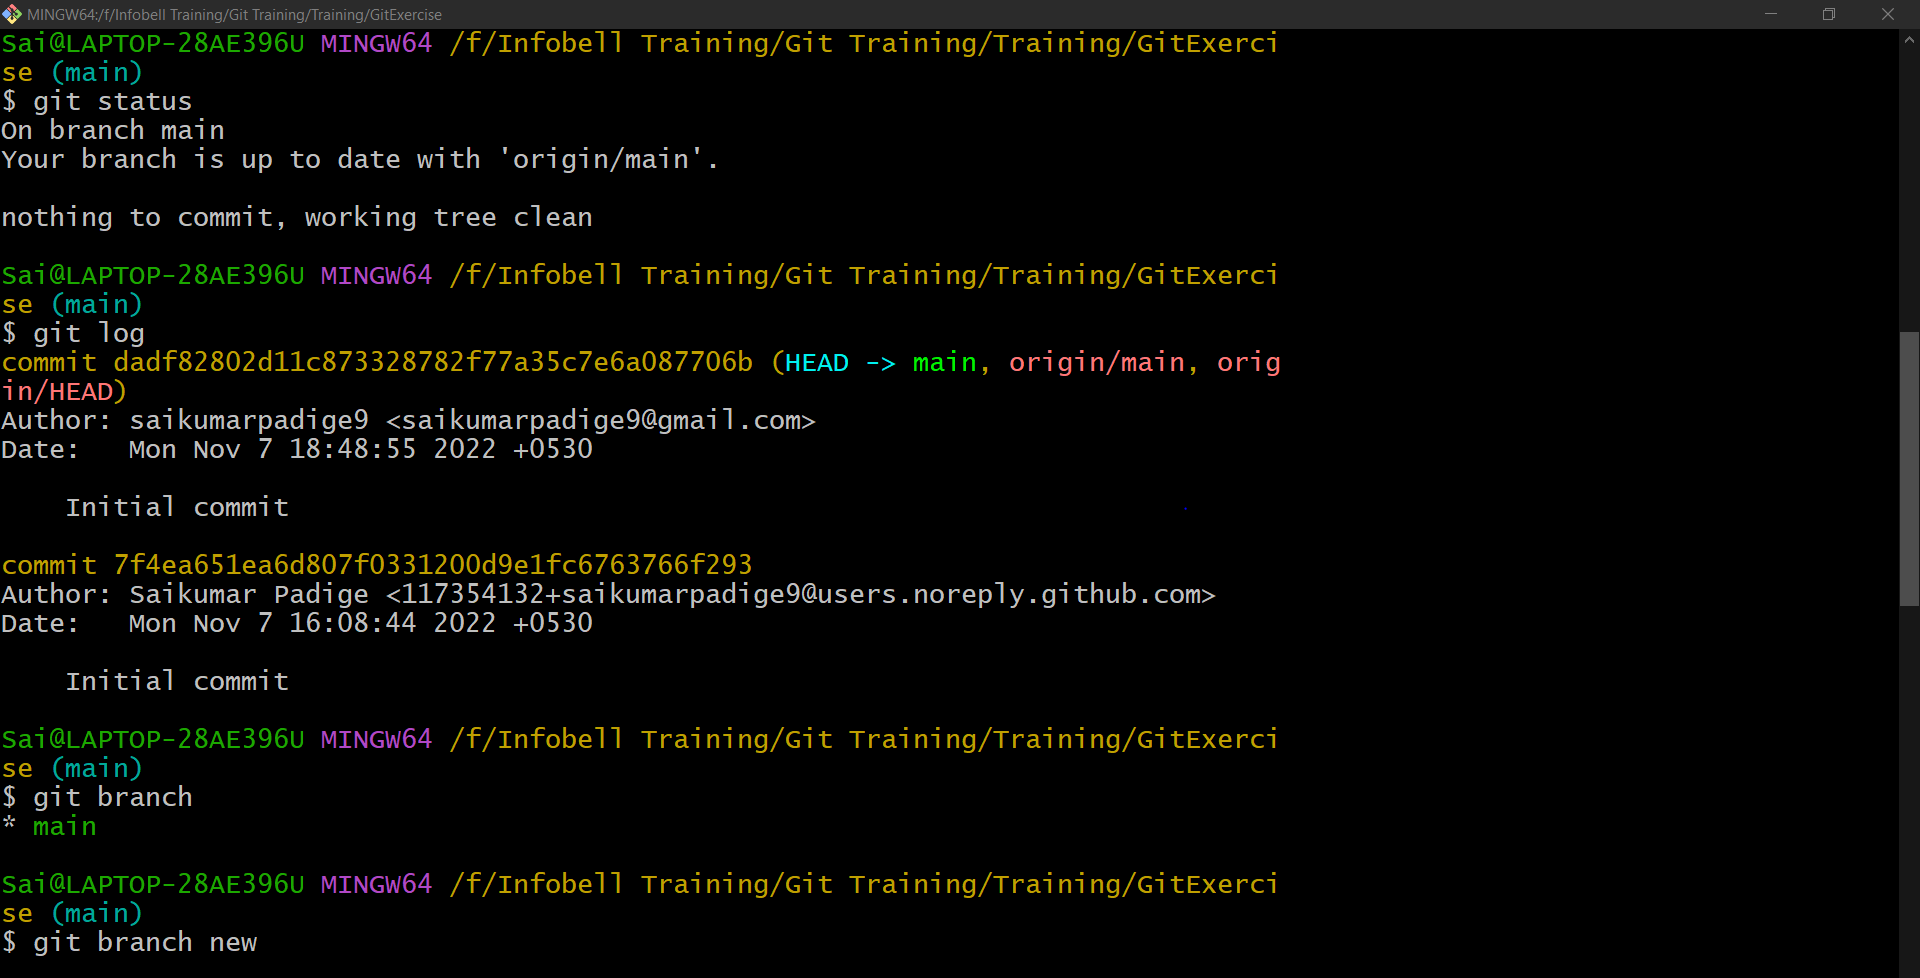 MINGW64:/f/Infobell Training/Git Training/Training/GitExercise
Sai@LAPTOP-28AE396U MINGW64 /f/Infobell Training/Git Training/Training/GitExerci
se (main)
$ git status
On branch main
Your branch is up to date with 'origin/main'.
nothing to commit, working tree clean
Sai@LAPTOP-28AE396U MINGW64 /f/Infobell Training/Git Training/Training/GitExerci
se (main)
$ git log
commit dadf82802d11c873328782f77a35c7e6a087706b (HEAD -> main, origin/main, orig
in/HEAD)
Author: saikumarpadige9 <saikumarpadige9@gmail.com>
Date:   Mon Nov 7 18:48:55 2022 +0530
    Initial commit
commit 7f4ea651ea6d807f0331200d9e1fc6763766f293
Author: Saikumar Padige <117354132+saikumarpadige9@users.noreply.github.com>
Date:   Mon Nov 7 16:08:44 2022 +0530
    Initial commit
Sai@LAPTOP-28AE396U MINGW64 /f/Infobell Training/Git Training/Training/GitExerci
se (main)
$ git branch
* main
Sai@LAPTOP-28AE396U MINGW64 /f/Infobell Training/Git Training/Training/GitExerci
se (main)
$ git branch new